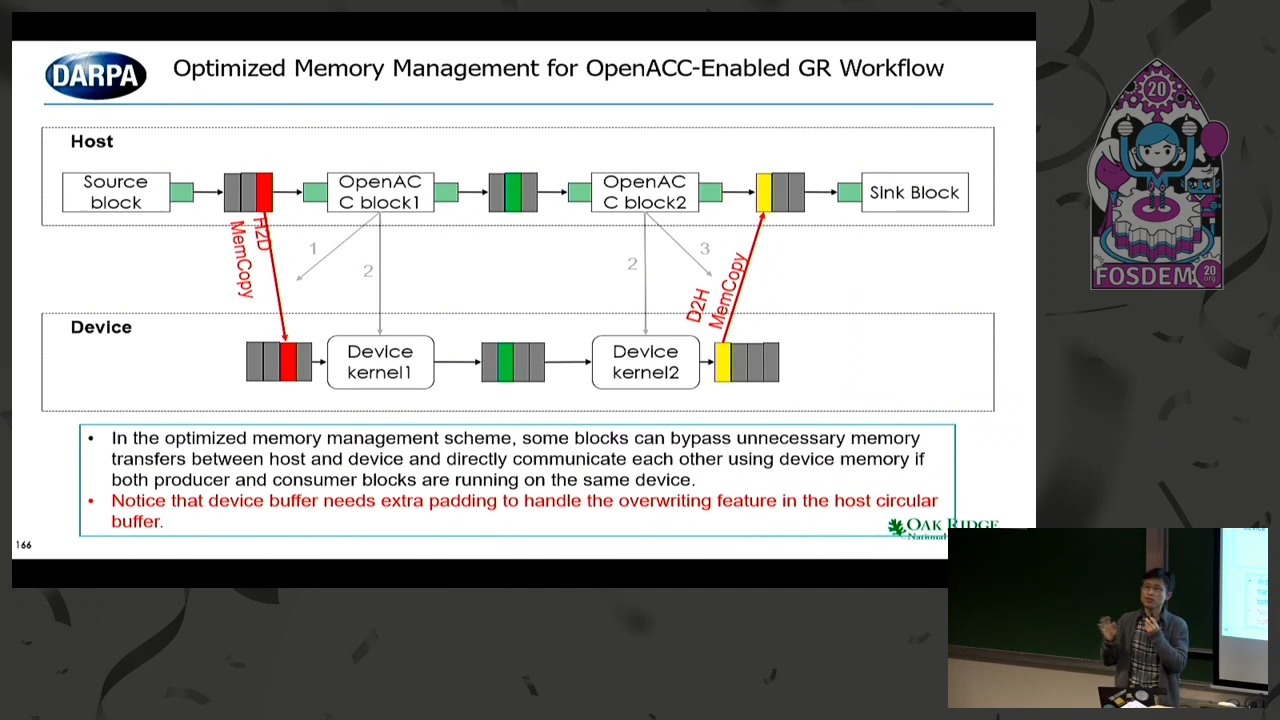 DARPA
Optimized Memory Management for OpenACC-Enabled GR Workflow
Host
Source
block
OpenAC
C block1
OpenAC
C block2
Sink Block
H2D
MemCopy
1
2
2
3
D2H
MemCopy
Device
Device
kernel1
Device
kernel2
• In the optimized memory management scheme, some blocks can bypass unnecessary memory
transfers between host and device and directly communicate each other using device memory if
both producer and consumer blocks are running on the same device.
• Notice that device buffer needs extra padding to handle the overwriting feature in the host circular
buffer.
OAK RIDGE
National
166
20
FOSDEM
20
.org